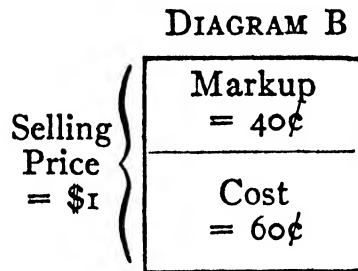 DIAGRAM B
Selling
Price
= $1
Markup
= 40¢
Cost
= 60¢